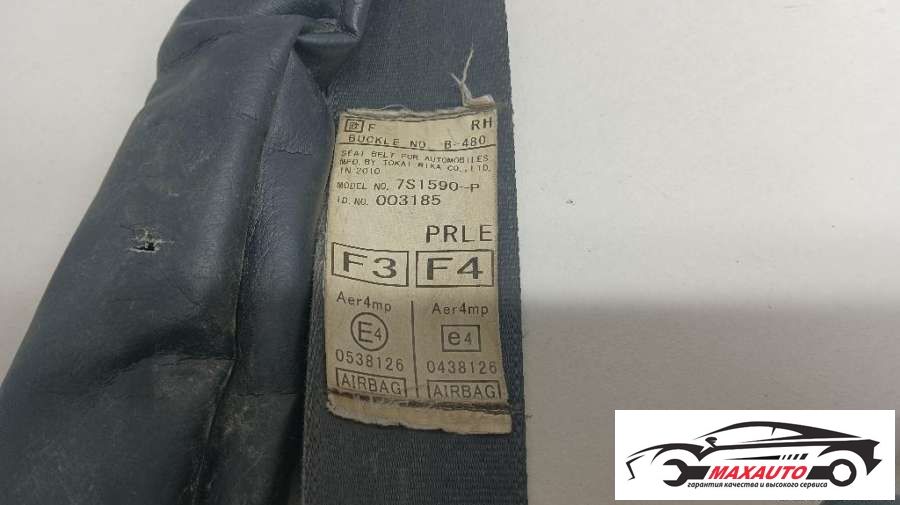 F RH
BUCKLE NO. B-480
SEAT BELT FOR AUTOMOBILES
MFD. BY TOKAI RIKA CO., LTD.
IN 2010
MODEL NO. 7S1590-P
I.D. NO. 003185
PRLE
F3 F4
Aer4mp Aer4mp
E4 e4
0538126 0438126
AIRBAG AIRBAG
MAXAUTO
гарантия качества и высокого сервиса